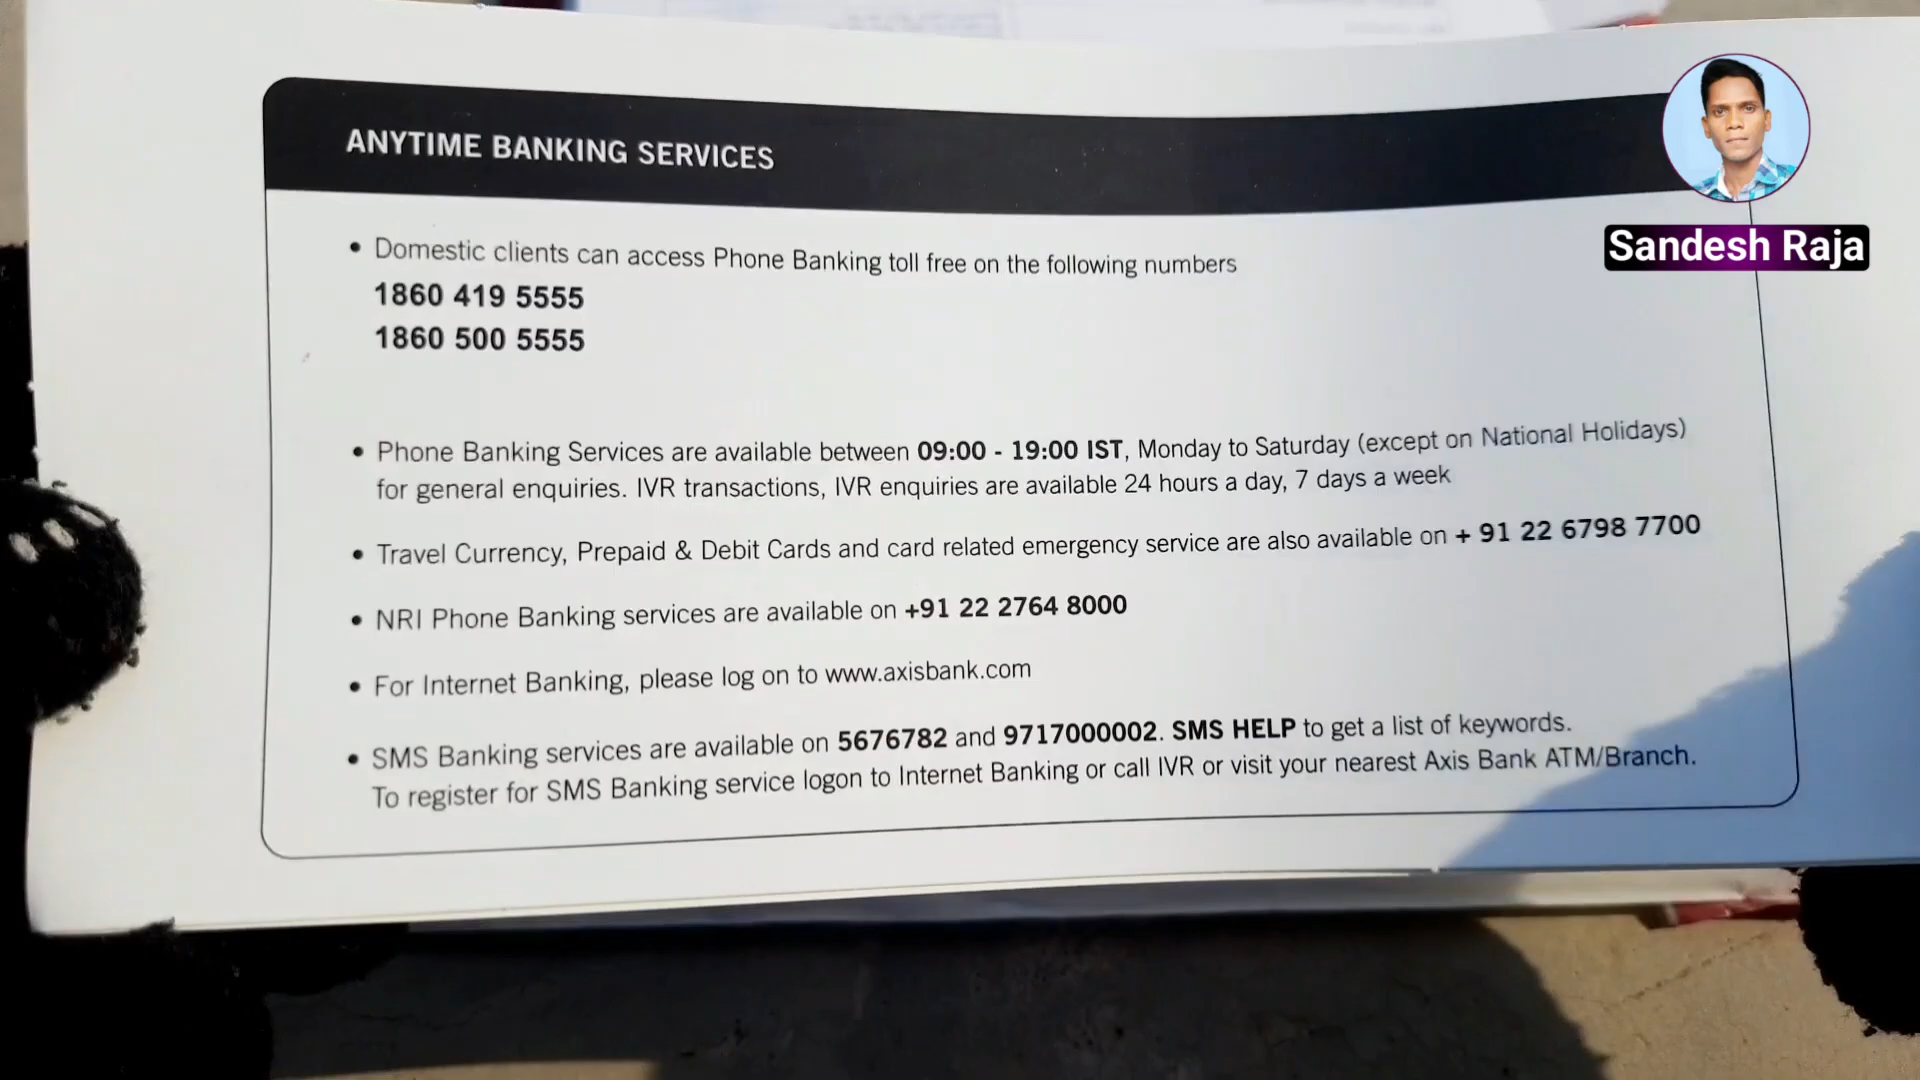 ANYTIME BANKING SERVICES
Sandesh Raja
• Domestic clients can access Phone Banking toll free on the following numbers
1860 419 5555
1860 500 5555
• Phone Banking Services are available between 09:00 - 19:00 IST, Monday to Saturday (except on National Holidays)
for general enquiries. IVR transactions, IVR enquiries are available 24 hours a day, 7 days a week
• Travel Currency, Prepaid & Debit Cards and card related emergency service are also available on + 91 22 6798 7700
• NRI Phone Banking services are available on +91 22 2764 8000
• For Internet Banking, please log on to www.axisbank.com
• SMS Banking services are available on 5676782 and 9717000002. SMS HELP to get a list of keywords.
To register for SMS Banking service logon to Internet Banking or call IVR or visit your nearest Axis Bank ATM/Branch.